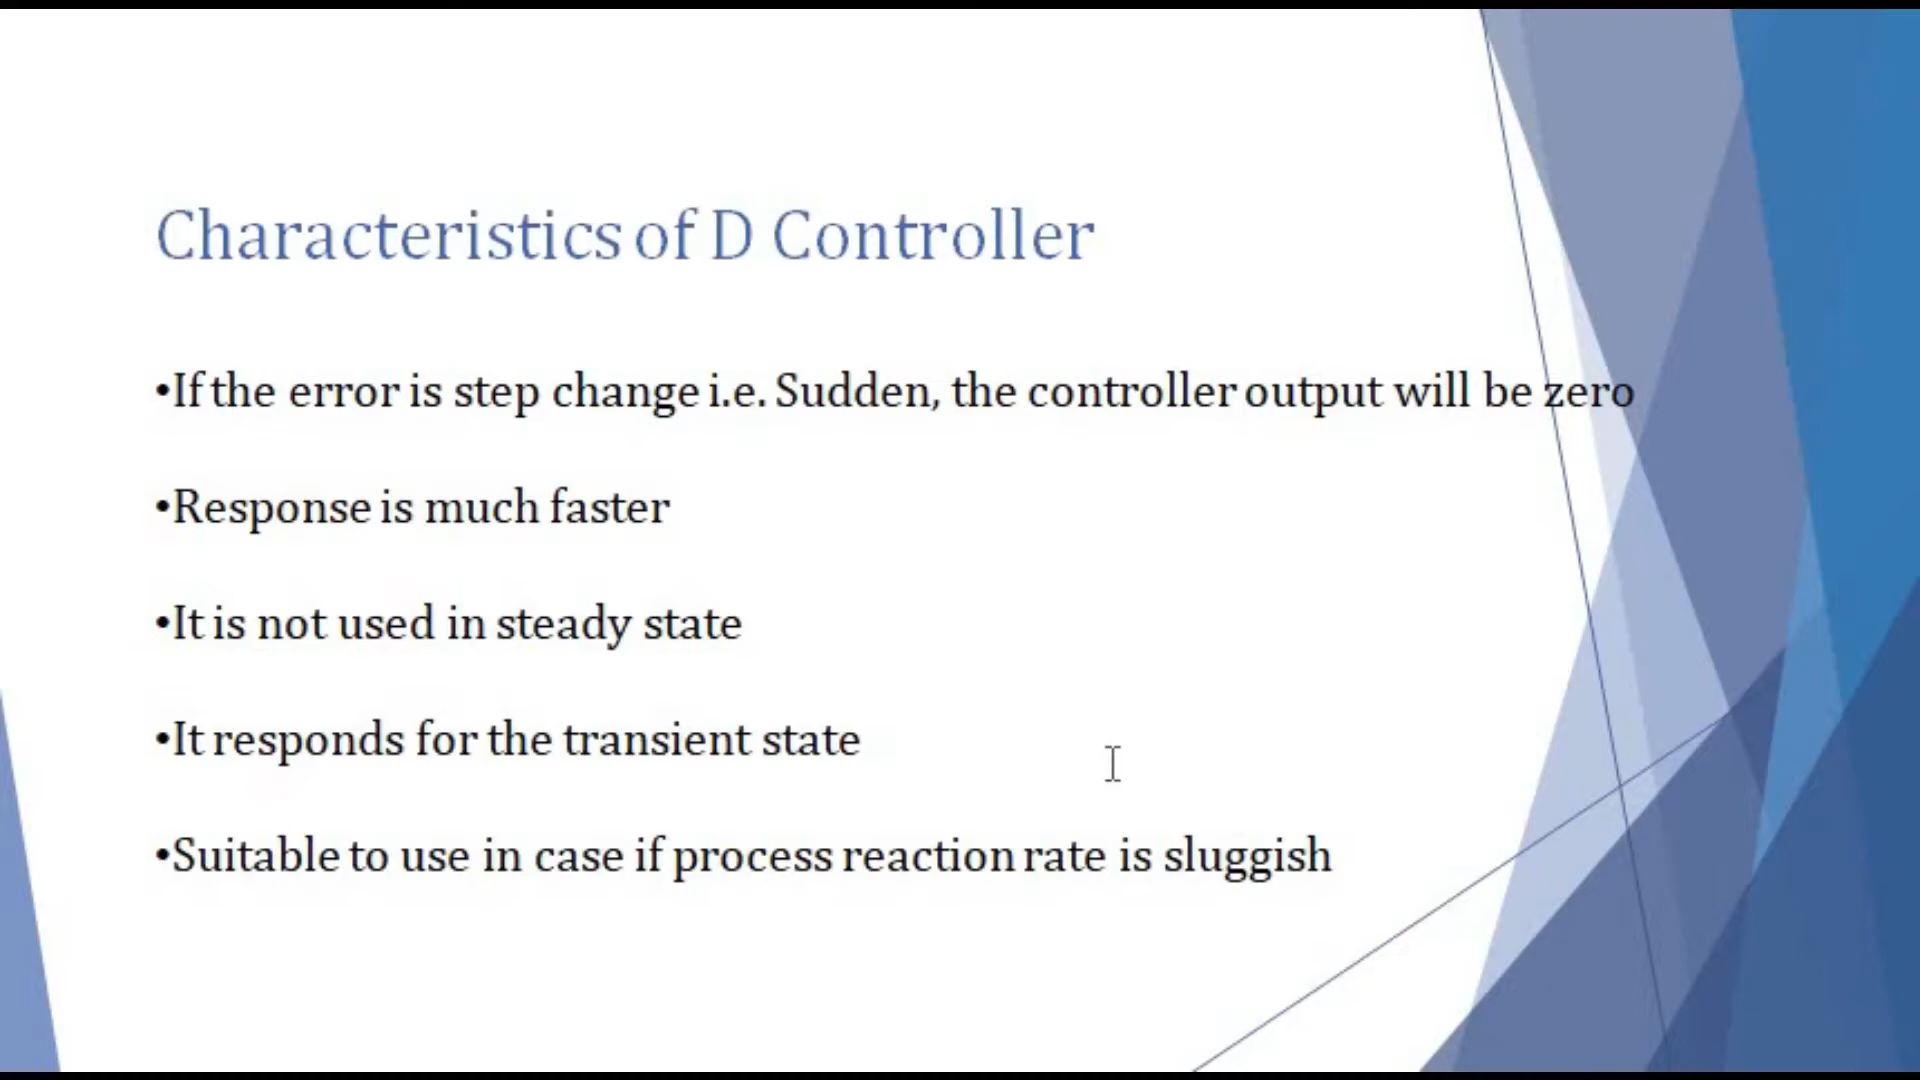 Characteristics of D Controller
•If the error is step change i.e. Sudden, the controller output will be zero
•Response is much faster
•It is not used in steady state
•It responds for the transient state
•Suitable to use in case if process reaction rate is sluggish